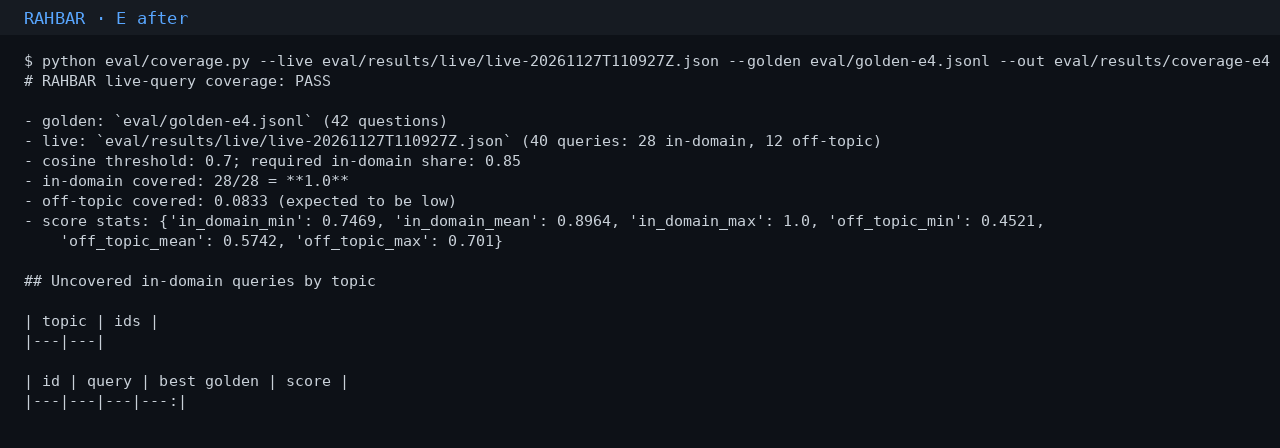 RAHBAR · E after
$ python eval/coverage.py --live eval/results/live/live-20261127T110927Z.json --golden eval/golden-e4.jsonl --out eval/results/coverage-e4
# RAHBAR live-query coverage: PASS
- golden: `eval/golden-e4.jsonl` (42 questions)
- live: `eval/results/live/live-20261127T110927Z.json` (40 queries: 28 in-domain, 12 off-topic)
- cosine threshold: 0.7; required in-domain share: 0.85
- in-domain covered: 28/28 = **1.0**
- off-topic covered: 0.0833 (expected to be low)
- score stats: {'in_domain_min': 0.7469, 'in_domain_mean': 0.8964, 'in_domain_max': 1.0, 'off_topic_min': 0.4521,
'off_topic_mean': 0.5742, 'off_topic_max': 0.701}
## Uncovered in-domain queries by topic
| topic | ids |
|---|---|
| id | query | best golden | score |
|---|---|---|---:|